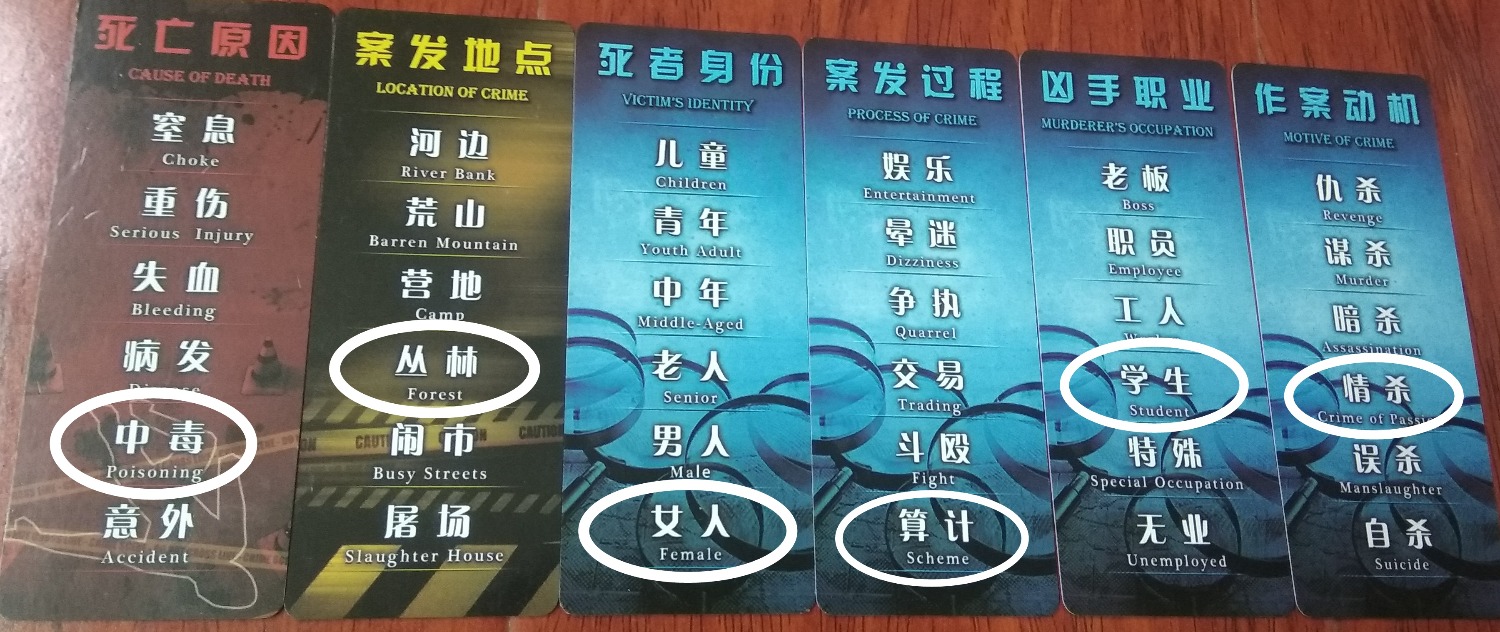 死亡原因
CAUSE OF DEATH
窒息
Choke
重伤
Serious Injury
失血
Bleeding
病发
Disease
中毒
Poisoning
意外
Accident
案发地点
LOCATION OF CRIME
河边
River Bank
荒山
Barren Mountain
营地
Camp
丛林
Forest
闹市
Busy Streets
屠场
Slaughter House
死者身份
VICTIM'S IDENTITY
儿童
Children
青年
Youth Adult
中年
Middle-Aged
老人
Senior
男人
Male
女人
Female
案发过程
PROCESS OF CRIME
娱乐
Entertainment
晕迷
Dizziness
争执
Quarrel
交易
Trading
斗殴
Fight
算计
Scheme
凶手职业
MURDERER'S OCCUPATION
老板
Boss
职员
Employee
工人
学生
Student
特殊
Special Occupation
无业
Unemployed
作案动机
MOTIVE OF CRIME
仇杀
Revenge
谋杀
Murder
暗杀
Assassination
情杀
Crime of Passion
误杀
Manslaughter
自杀
Suicide